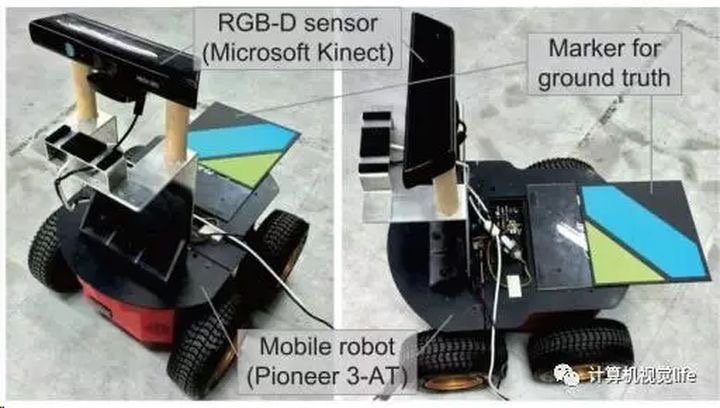 RGB-D sensor
(Microsoft Kinect)
Marker for
ground truth
Mobile robot
(Pioneer 3-AT)
计算机视觉life